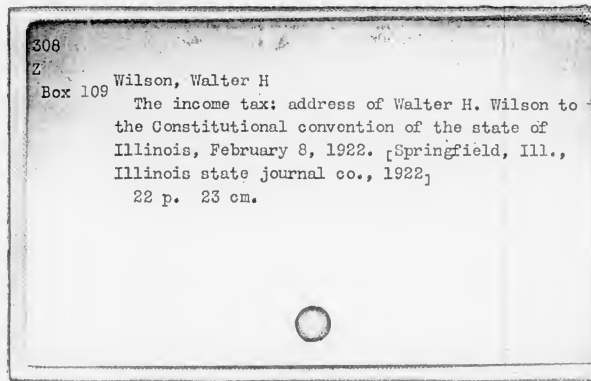 308
Z
Box 109
Wilson, Walter H
The income tax: address of Walter H. Wilson to
the Constitutional convention of the state of
Illinois, February 8, 1922. [Springfield, Ill.,
Illinois state journal co., 1922]
22 p. 23 cm.